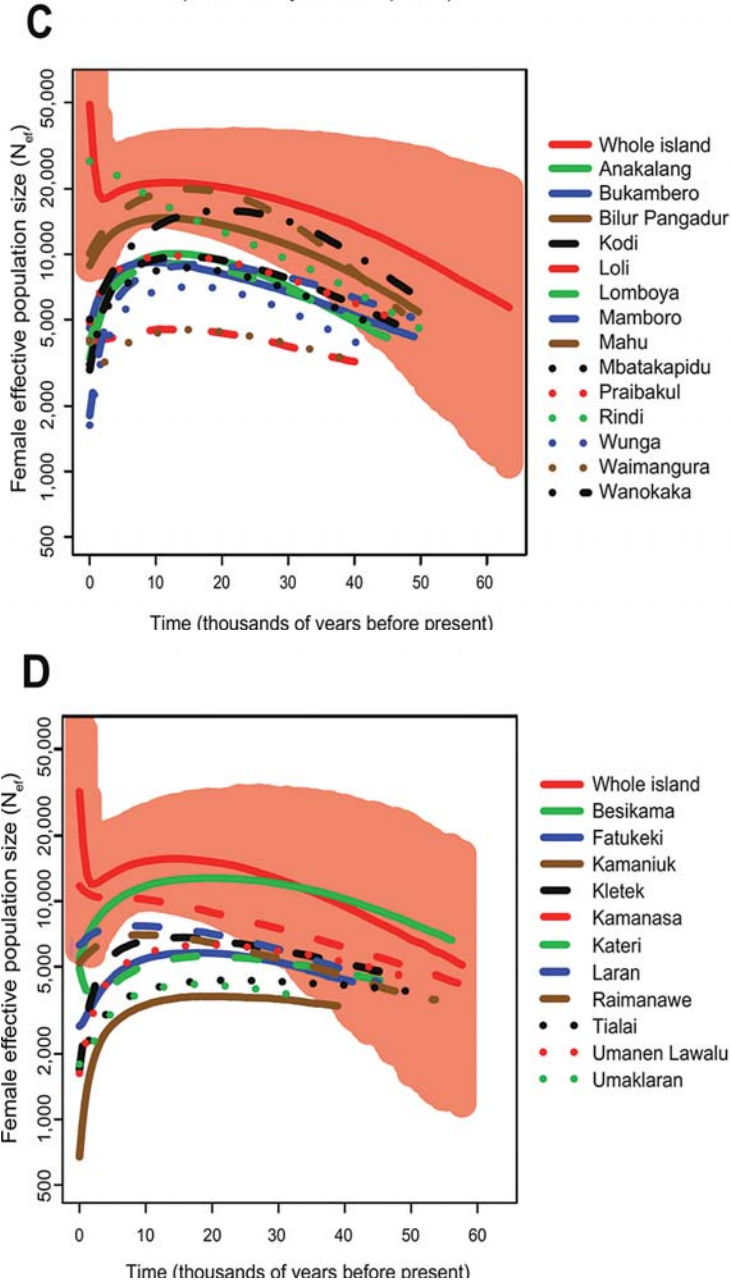 C
Female effective population size (Nef)
50,000
20,000
10,000
5,000
2,000
1,000
500
0 10 20 30 40 50 60
Time (thousands of years before present)
Whole island
Anakalang
Bukambero
Bilur Pangadur
Kodi
Loli
Lomboya
Mamboro
Mahu
Mbatakapidu
Praibakul
Rindi
Wunga
Waimangura
Wanokaka
D
Female effective population size (Nef)
50,000
20,000
10,000
5,000
2,000
1,000
500
0 10 20 30 40 50 60
Time (thousands of years before present)
Whole island
Besikama
Fatukeki
Kamaniuk
Kletek
Kamanasa
Kateri
Laran
Raimanawe
Tialai
Umanen Lawalu
Umaklaran